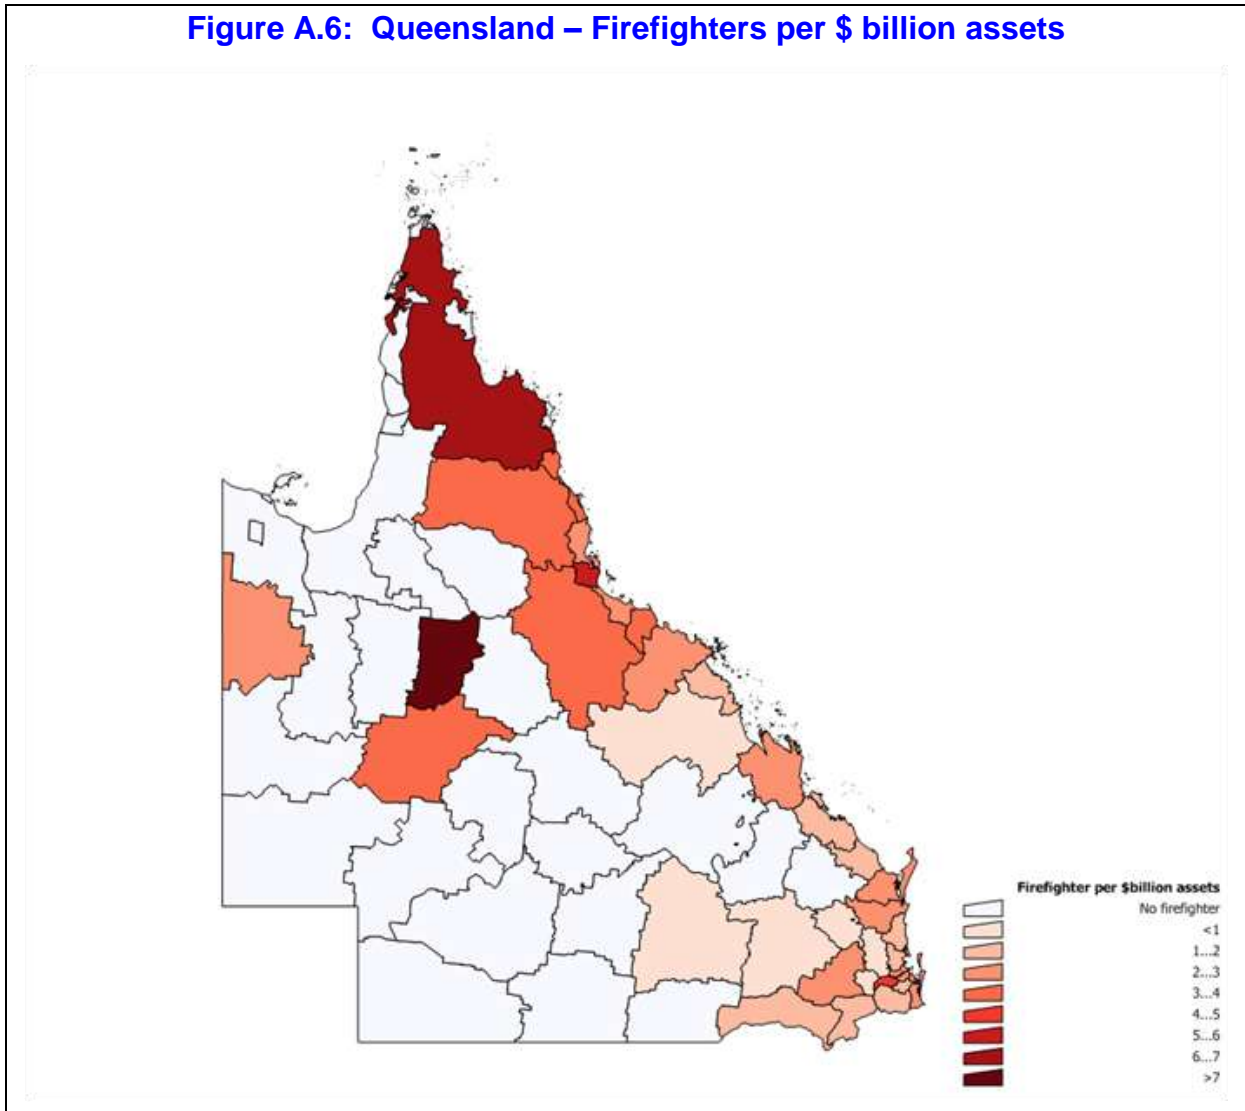 Figure A.6: Queensland – Firefighters per $ billion assets
Firefighter per $billion assets
No firefighter
<1
1...2
2...3
3...4
4...5
5...6
6...7
>7